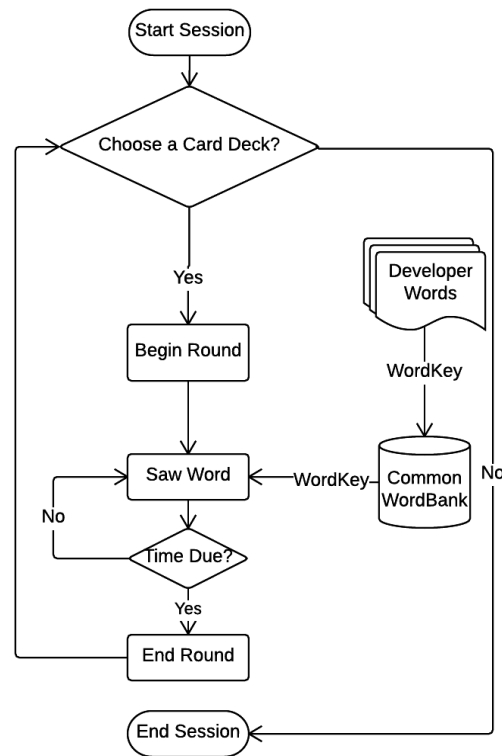 Start Session
Choose a Card Deck?
Yes
Developer
Words
WordKey
Begin Round
Saw Word
WordKey
Common
WordBank
No
No
Time Due?
Yes
End Round
End Session